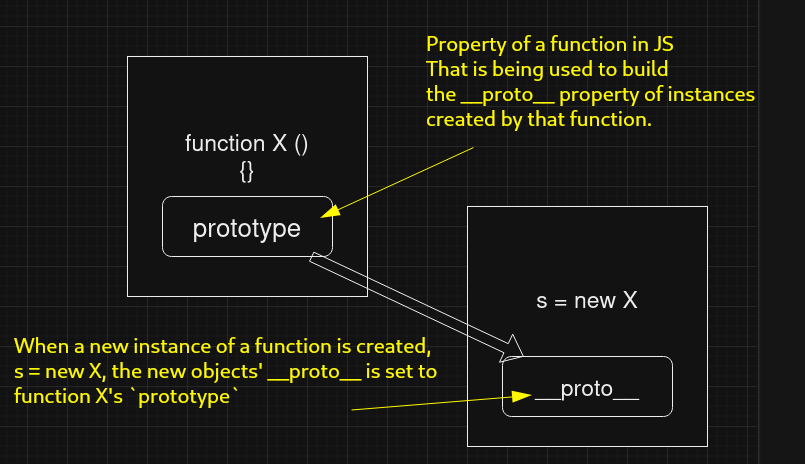 Property of a function in JS
That is being used to build
the __proto__ property of instances
created by that function.
function X ()
{}
prototype
s = new X
When a new instance of a function is created,
s = new X, the new objects' __proto__ is set to
function X's `prototype`
__proto__